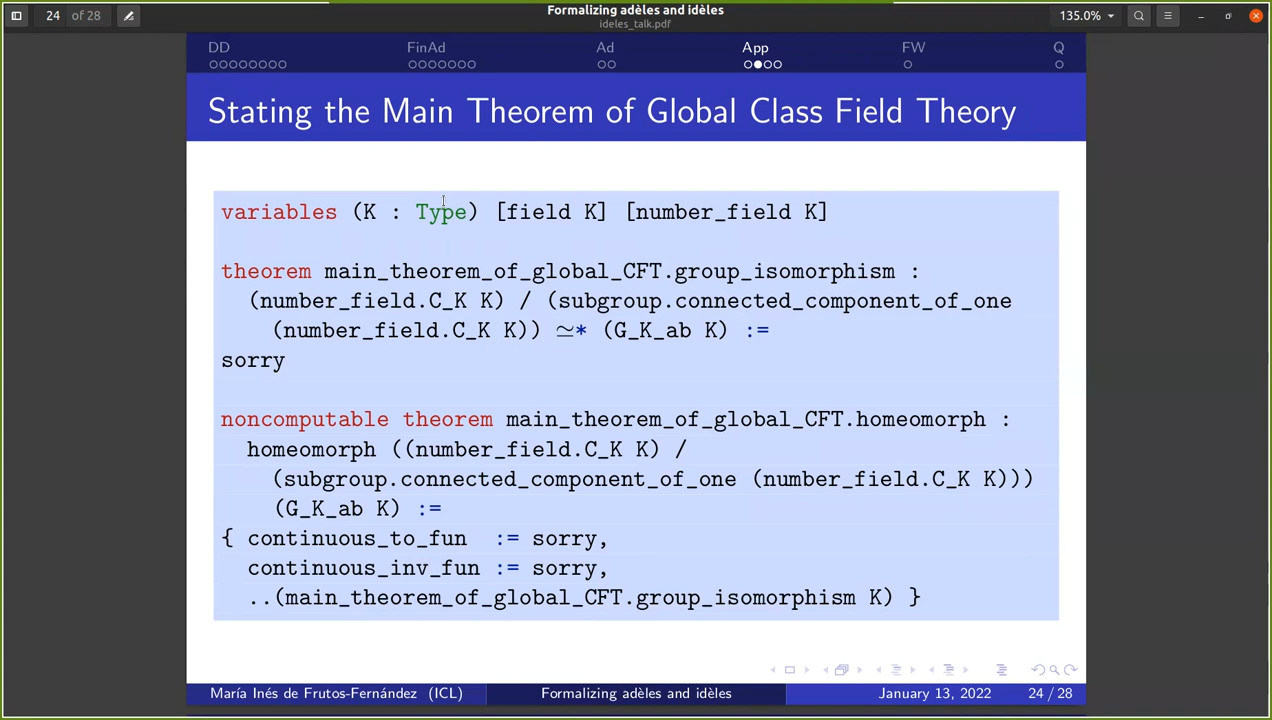 24 of 28
Formalizing adèles and idèles
ideles_talk.pdf
135.0%
DD FinAd Ad App FW Q
Stating the Main Theorem of Global Class Field Theory
variables (K : Type) [field K] [number_field K]
theorem main_theorem_of_global_CFT.group_isomorphism :
(number_field.C_K K) / (subgroup.connected_component_of_one
(number_field.C_K K)) ≃* (G_K_ab K) :=
sorry
noncomputable theorem main_theorem_of_global_CFT.homeomorph :
homeomorph ((number_field.C_K K) /
(subgroup.connected_component_of_one (number_field.C_K K)))
(G_K_ab K) :=
{ continuous_to_fun := sorry,
continuous_inv_fun := sorry,
..(main_theorem_of_global_CFT.group_isomorphism K) }
María Inés de Frutos-Fernández (ICL) Formalizing adèles and idèles January 13, 2022 24 / 28